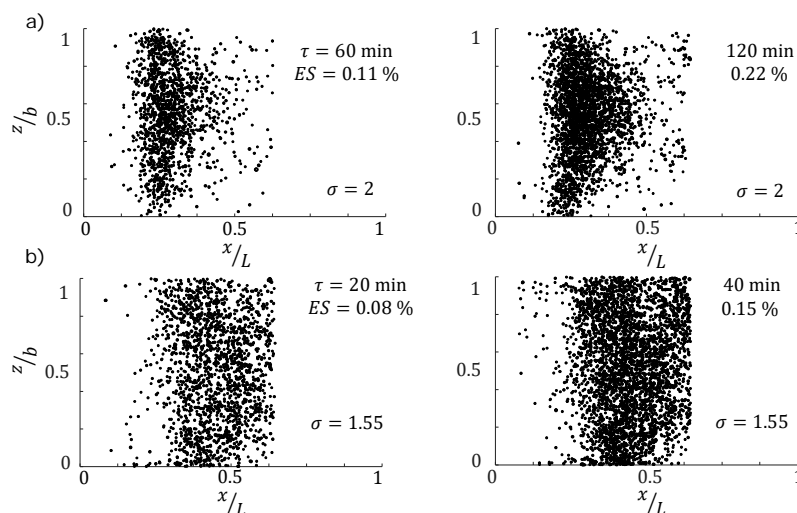 a)
1
0.5
0
z/b
τ = 60 min
ES = 0.11 %
σ = 2
0
0.5
1
x/L
1
0.5
0
120 min
0.22 %
σ = 2
0
0.5
1
x/L
b)
1
0.5
0
z/b
τ = 20 min
ES = 0.08 %
σ = 1.55
0
0.5
1
x/L
1
0.5
0
40 min
0.15 %
σ = 1.55
0
0.5
1
x/L